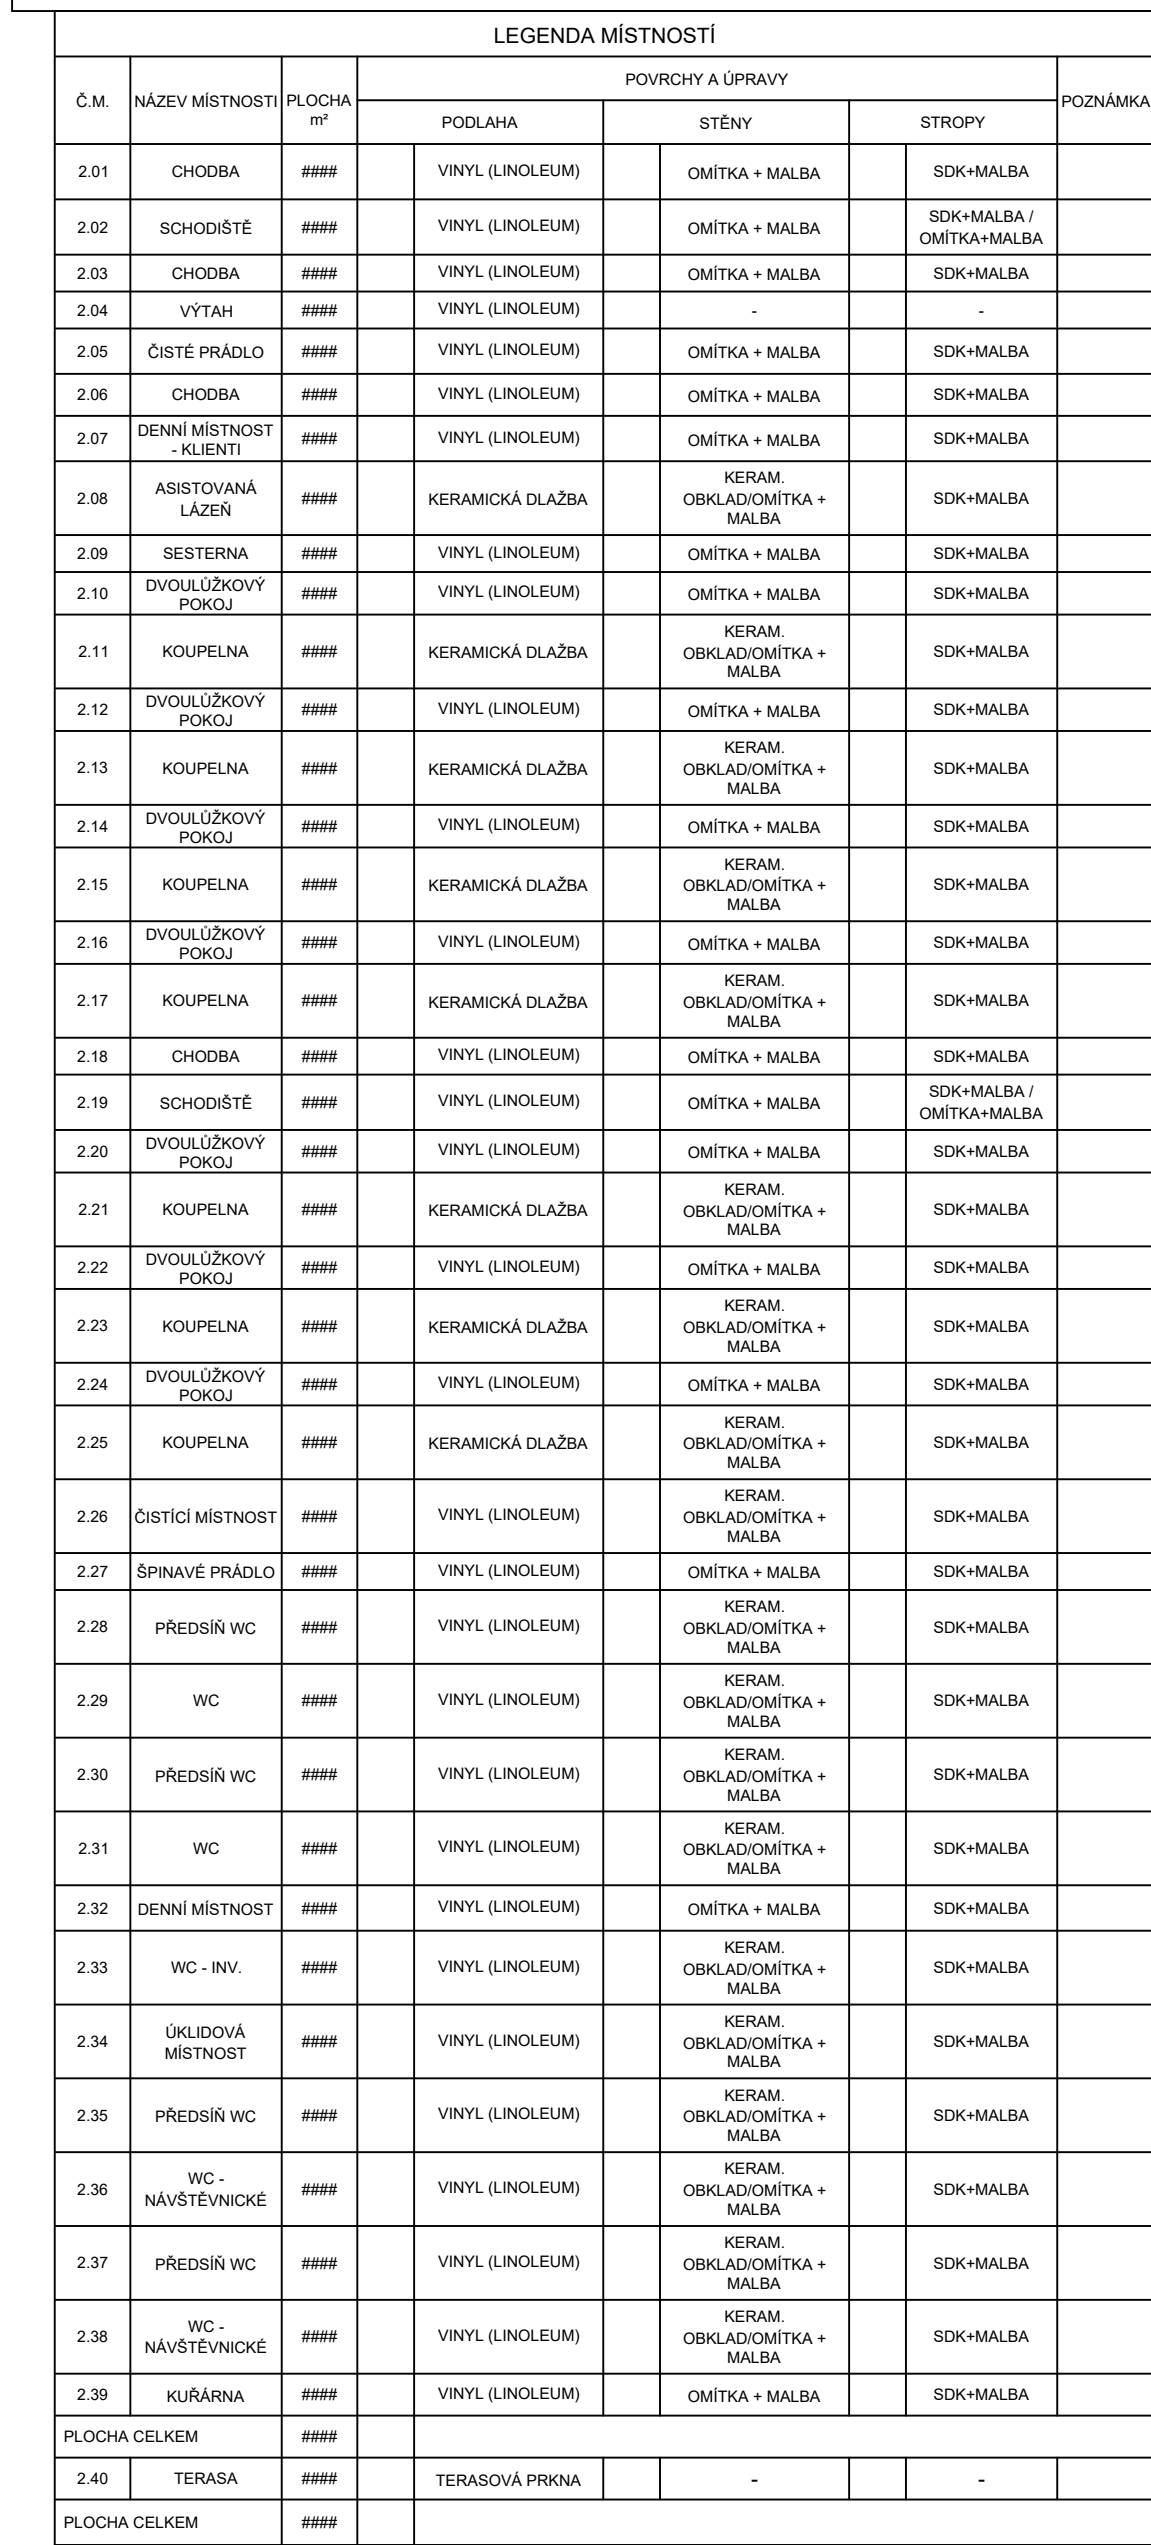 LEGENDA MÍSTNOSTÍ
Č.M. NÁZEV MÍSTNOSTI PLOCHA m² POVRCHY A ÚPRAVY POZNÁMKA
PODLAHA STĚNY STROPY
2.01 CHODBA #### VINYL (LINOLEUM) OMÍTKA + MALBA SDK+MALBA
2.02 SCHODIŠTĚ #### VINYL (LINOLEUM) OMÍTKA + MALBA SDK+MALBA / OMÍTKA+MALBA
2.03 CHODBA #### VINYL (LINOLEUM) OMÍTKA + MALBA SDK+MALBA
2.04 VÝTAH #### VINYL (LINOLEUM) - -
2.05 ČISTÉ PRÁDLO #### VINYL (LINOLEUM) OMÍTKA + MALBA SDK+MALBA
2.06 CHODBA #### VINYL (LINOLEUM) OMÍTKA + MALBA SDK+MALBA
2.07 DENNÍ MÍSTNOST - KLIENTI #### VINYL (LINOLEUM) OMÍTKA + MALBA SDK+MALBA
2.08 ASISTOVANÁ LÁZEŇ #### KERAMICKÁ DLAŽBA KERAM. OBKLAD/OMÍTKA + MALBA SDK+MALBA
2.09 SESTERNA #### VINYL (LINOLEUM) OMÍTKA + MALBA SDK+MALBA
2.10 DVOULŮŽKOVÝ POKOJ #### VINYL (LINOLEUM) OMÍTKA + MALBA SDK+MALBA
2.11 KOUPELNA #### KERAMICKÁ DLAŽBA KERAM. OBKLAD/OMÍTKA + MALBA SDK+MALBA
2.12 DVOULŮŽKOVÝ POKOJ #### VINYL (LINOLEUM) OMÍTKA + MALBA SDK+MALBA
2.13 KOUPELNA #### KERAMICKÁ DLAŽBA KERAM. OBKLAD/OMÍTKA + MALBA SDK+MALBA
2.14 DVOULŮŽKOVÝ POKOJ #### VINYL (LINOLEUM) OMÍTKA + MALBA SDK+MALBA
2.15 KOUPELNA #### KERAMICKÁ DLAŽBA KERAM. OBKLAD/OMÍTKA + MALBA SDK+MALBA
2.16 DVOULŮŽKOVÝ POKOJ #### VINYL (LINOLEUM) OMÍTKA + MALBA SDK+MALBA
2.17 KOUPELNA #### KERAMICKÁ DLAŽBA KERAM. OBKLAD/OMÍTKA + MALBA SDK+MALBA
2.18 CHODBA #### VINYL (LINOLEUM) OMÍTKA + MALBA SDK+MALBA
2.19 SCHODIŠTĚ #### VINYL (LINOLEUM) OMÍTKA + MALBA SDK+MALBA / OMÍTKA+MALBA
2.20 DVOULŮŽKOVÝ POKOJ #### VINYL (LINOLEUM) OMÍTKA + MALBA SDK+MALBA
2.21 KOUPELNA #### KERAMICKÁ DLAŽBA KERAM. OBKLAD/OMÍTKA + MALBA SDK+MALBA
2.22 DVOULŮŽKOVÝ POKOJ #### VINYL (LINOLEUM) OMÍTKA + MALBA SDK+MALBA
2.23 KOUPELNA #### KERAMICKÁ DLAŽBA KERAM. OBKLAD/OMÍTKA + MALBA SDK+MALBA
2.24 DVOULŮŽKOVÝ POKOJ #### VINYL (LINOLEUM) OMÍTKA + MALBA SDK+MALBA
2.25 KOUPELNA #### KERAMICKÁ DLAŽBA KERAM. OBKLAD/OMÍTKA + MALBA SDK+MALBA
2.26 ČISTÍCÍ MÍSTNOST #### VINYL (LINOLEUM) KERAM. OBKLAD/OMÍTKA + MALBA SDK+MALBA
2.27 ŠPINAVÉ PRÁDLO #### VINYL (LINOLEUM) OMÍTKA + MALBA SDK+MALBA
2.28 PŘEDSÍŇ WC #### VINYL (LINOLEUM) KERAM. OBKLAD/OMÍTKA + MALBA SDK+MALBA
2.29 WC #### VINYL (LINOLEUM) KERAM. OBKLAD/OMÍTKA + MALBA SDK+MALBA
2.30 PŘEDSÍŇ WC #### VINYL (LINOLEUM) KERAM. OBKLAD/OMÍTKA + MALBA SDK+MALBA
2.31 WC #### VINYL (LINOLEUM) KERAM. OBKLAD/OMÍTKA + MALBA SDK+MALBA
2.32 DENNÍ MÍSTNOST #### VINYL (LINOLEUM) OMÍTKA + MALBA SDK+MALBA
2.33 WC - INV. #### VINYL (LINOLEUM) KERAM. OBKLAD/OMÍTKA + MALBA SDK+MALBA
2.34 ÚKLIDOVÁ MÍSTNOST #### VINYL (LINOLEUM) KERAM. OBKLAD/OMÍTKA + MALBA SDK+MALBA
2.35 PŘEDSÍŇ WC #### VINYL (LINOLEUM) KERAM. OBKLAD/OMÍTKA + MALBA SDK+MALBA
2.36 WC - NÁVŠTĚVNICKÉ #### VINYL (LINOLEUM) KERAM. OBKLAD/OMÍTKA + MALBA SDK+MALBA
2.37 PŘEDSÍŇ WC #### VINYL (LINOLEUM) KERAM. OBKLAD/OMÍTKA + MALBA SDK+MALBA
2.38 WC - NÁVŠTĚVNICKÉ #### VINYL (LINOLEUM) KERAM. OBKLAD/OMÍTKA + MALBA SDK+MALBA
2.39 KUŘÁRNA #### VINYL (LINOLEUM) OMÍTKA + MALBA SDK+MALBA
PLOCHA CELKEM ####
2.40 TERASA #### TERASOVÁ PRKNA - -
PLOCHA CELKEM ####